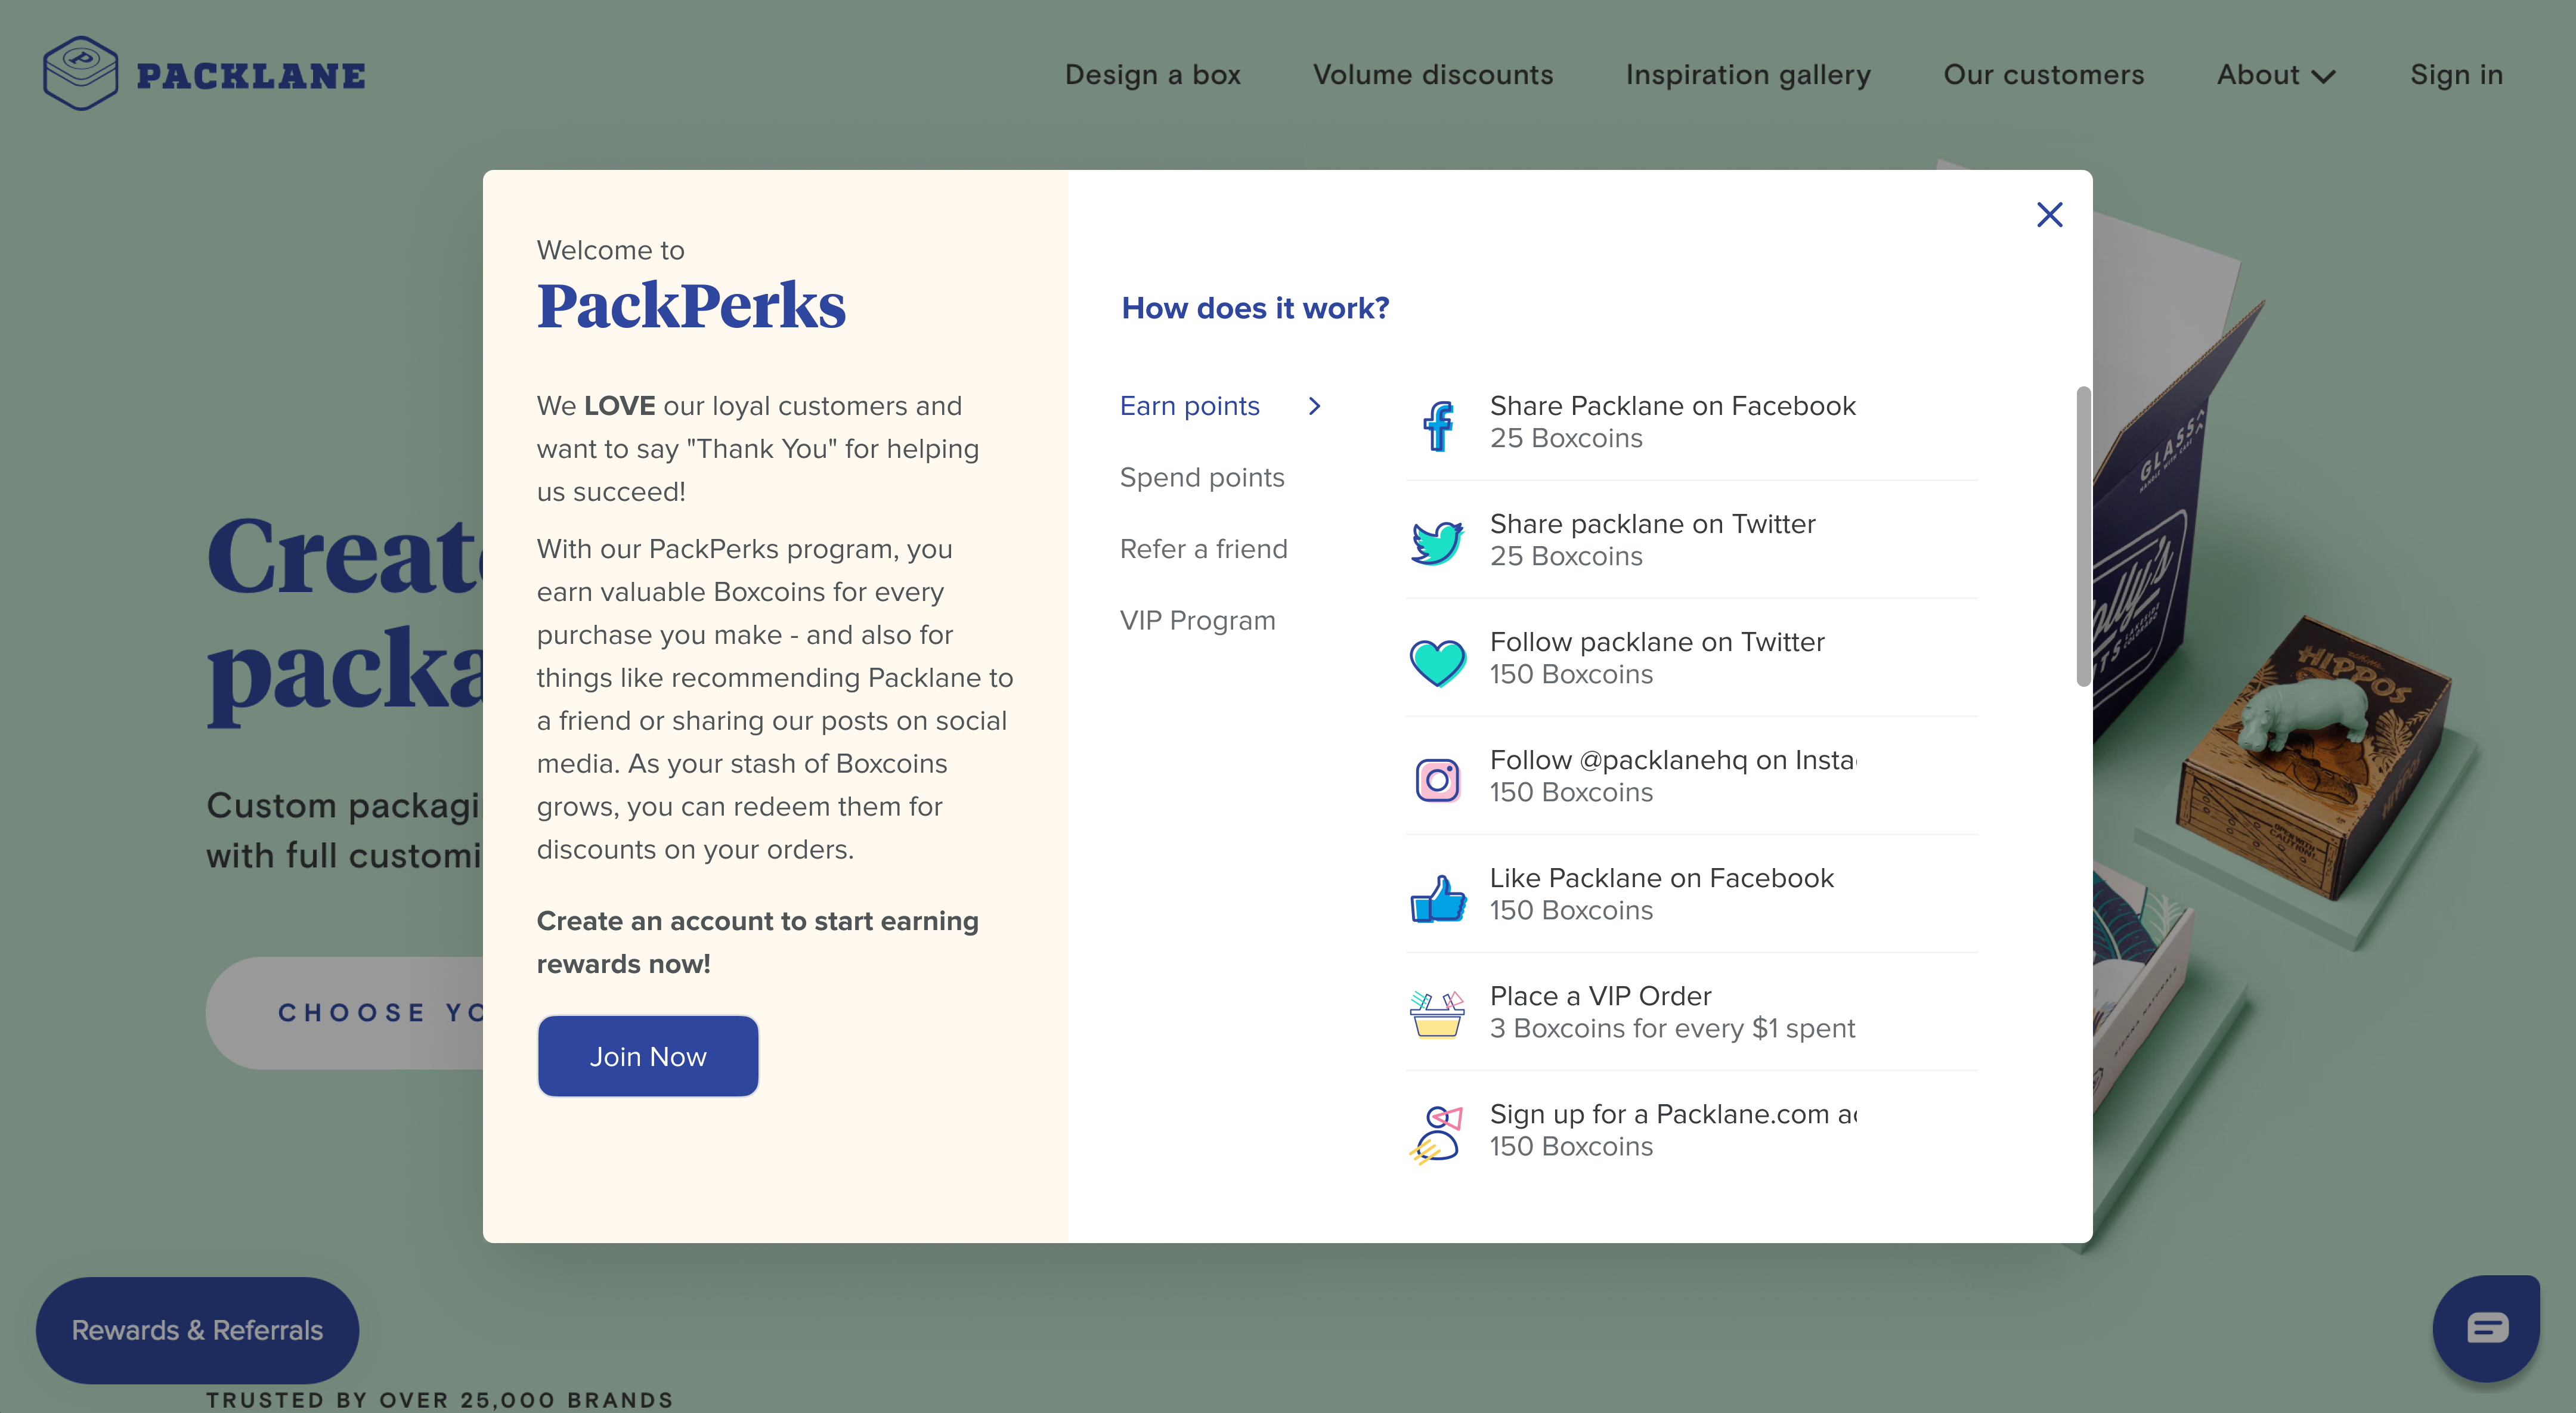 PACKLANE
Design a box
Volume discounts
Inspiration gallery
Our customers
About
Sign in
Welcome to
PackPerks
We LOVE our loyal customers and
want to say "Thank You" for helping
us succeed!
With our PackPerks program, you
earn valuable Boxcoins for every
purchase you make - and also for
things like recommending Packlane to
a friend or sharing our posts on social
media. As your stash of Boxcoins
grows, you can redeem them for
discounts on your orders.
Create an account to start earning
rewards now!
Join Now
How does it work?
Earn points
Spend points
Refer a friend
VIP Program
Share Packlane on Facebook
25 Boxcoins
Share packlane on Twitter
25 Boxcoins
Follow packlane on Twitter
150 Boxcoins
Follow @packlanehq on Insta
150 Boxcoins
Like Packlane on Facebook
150 Boxcoins
Place a VIP Order
3 Boxcoins for every $1 spent
Sign up for a Packlane.com a
150 Boxcoins
Creat
packa
Custom packagi
with full customi
CHOOSE YO
Rewards & Referrals
TRUSTED BY OVER 25,000 BRANDS
GLASS
HANDLE WITH CARE
HIPPOS
HIPPOS